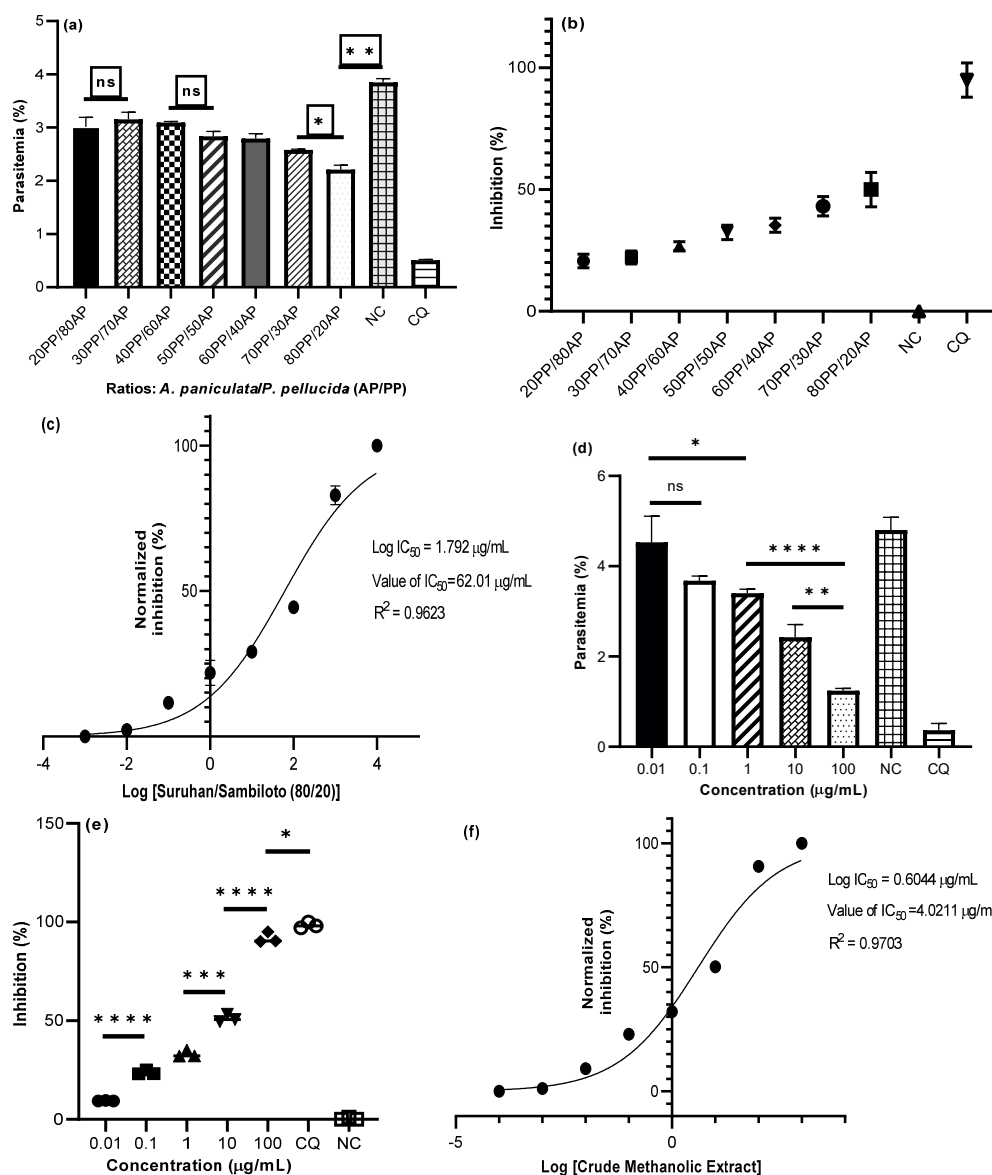 (a)
5
4
3
2
1
0
Parasitemia (%)
ns
ns
*
* *
20PP/80AP
30PP/70AP
40PP/60AP
50PP/50AP
60PP/40AP
70PP/30AP
80PP/20AP
NC
CQ
Ratios: A. paniculata/P. pellucida (AP/PP)
(b)
100
50
0
Inhibition (%)
20PP/80AP
30PP/70AP
40PP/60AP
50PP/50AP
60PP/40AP
70PP/30AP
80PP/20AP
NC
CQ
(c)
100
50
Normalized
inhibition (%)
Log IC50 = 1.792 μg/mL
Value of IC50=62.01 μg/mL
R2 = 0.9623
-4 -2 0 2 4
Log [Suruhan/Sambiloto (80/20)]
(d)
6
4
2
0
Parasitemia (%)
*
ns
* * * *
* *
0.01 0.1 1 10 100 NC CQ
Concentration (μg/mL)
(e)
150
100
50
0
Inhibition (%)
* * * *
* * *
* * * *
*
0.01 0.1 1 10 100 CQ NC
Concentration (μg/mL)
(f)
100
50
0
Normalized
inhibition (%)
Log IC50 = 0.6044 μg/mL
Value of IC50 =4.0211 μg/m
R2 = 0.9703
-5 0
Log [Crude Methanolic Extract]